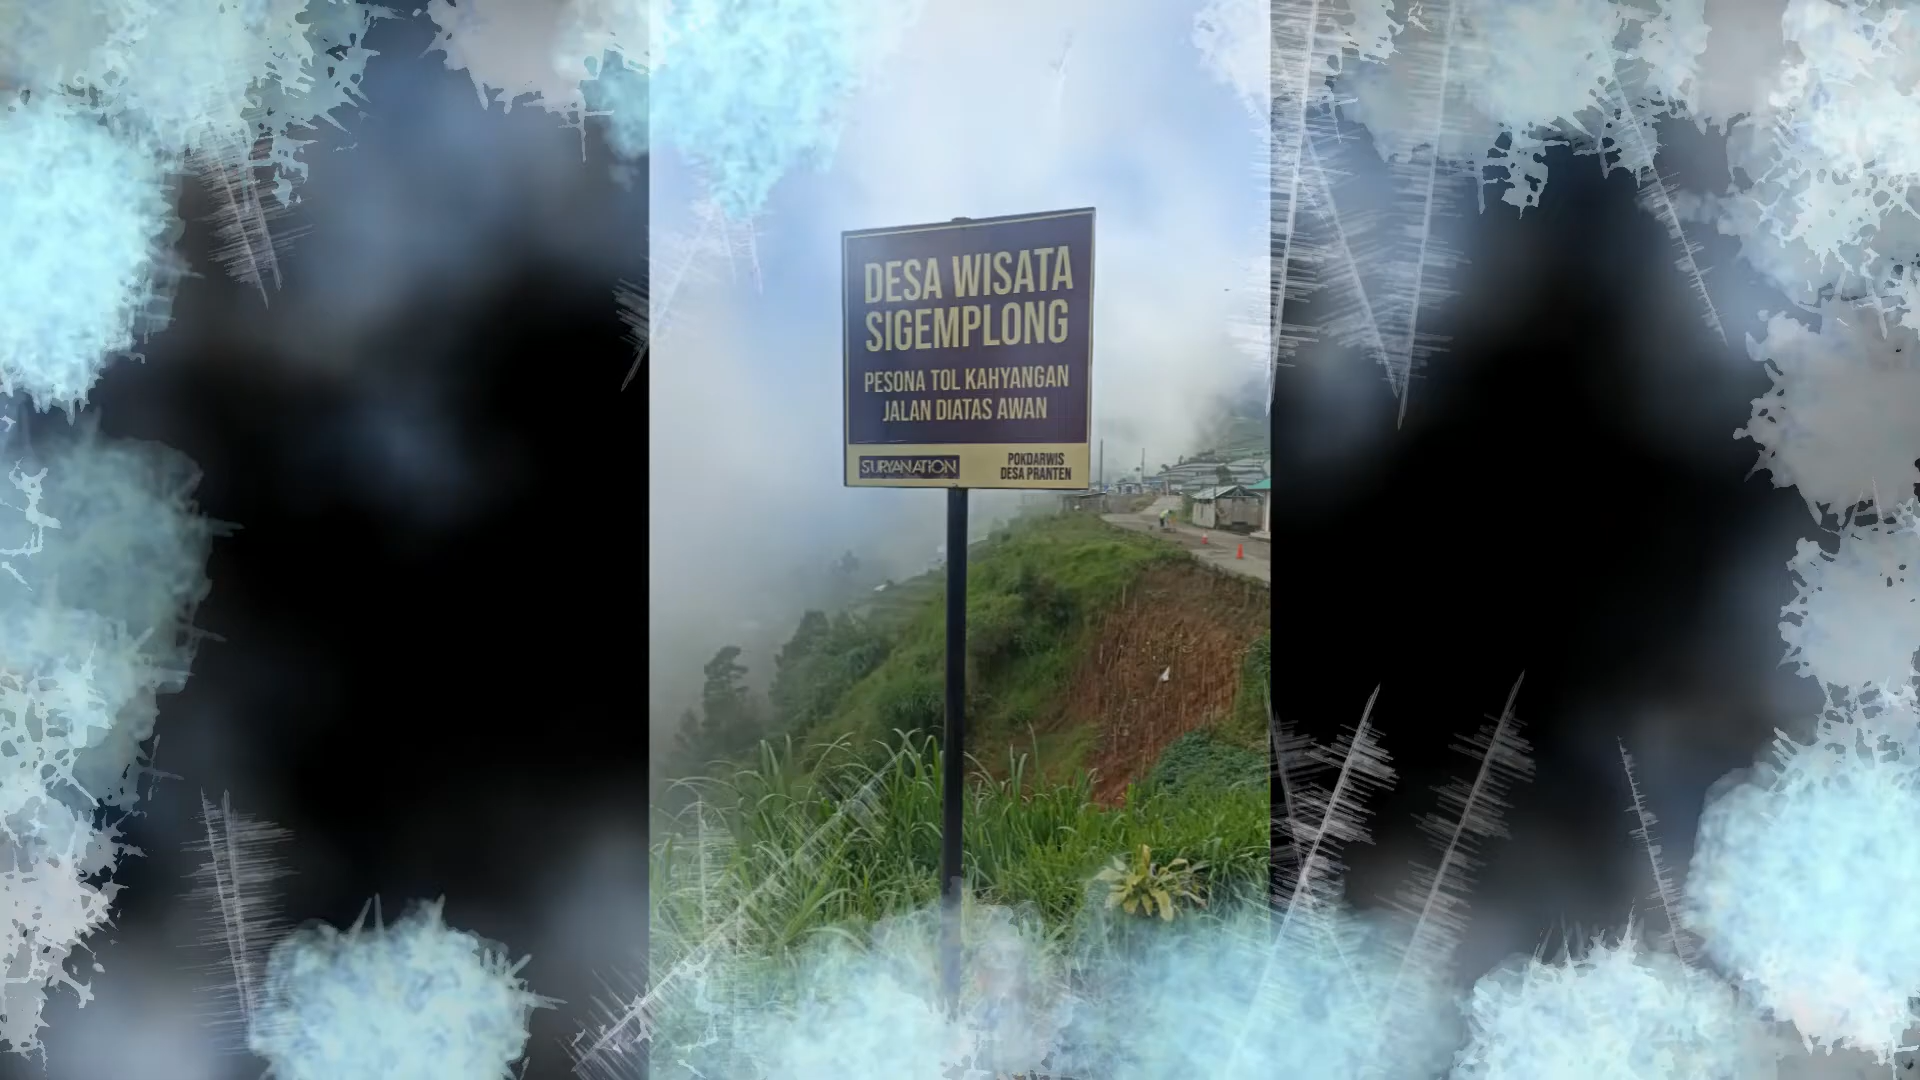 DESA WISATA
SIGEMPLONG
PESONA TOL KAHYANGAN
JALAN DIATAS AWAN
SURYANATION
POKDARWIS
DESA PRANTEN